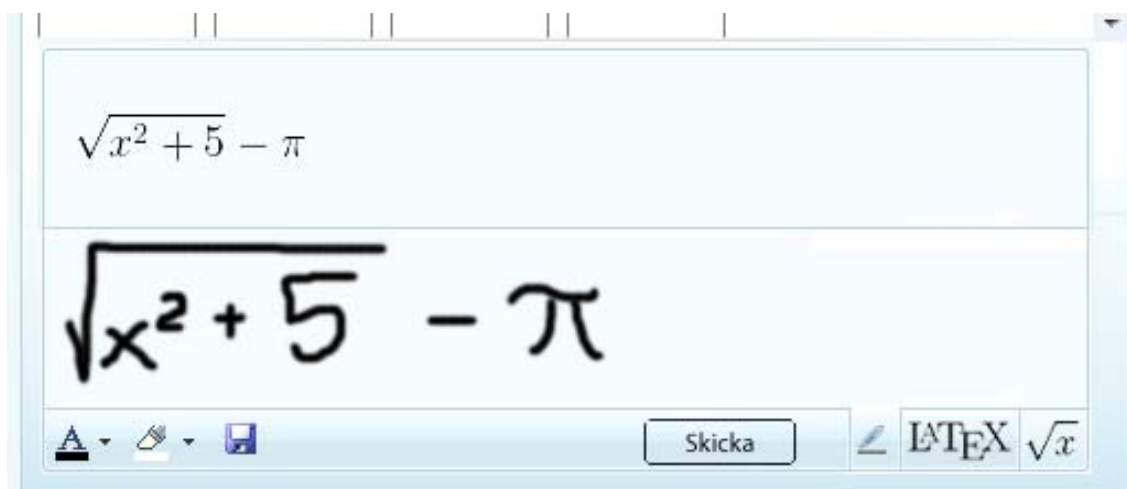 √(x² + 5) − π
√(x² + 5) − π
A Skicka LATEX √x